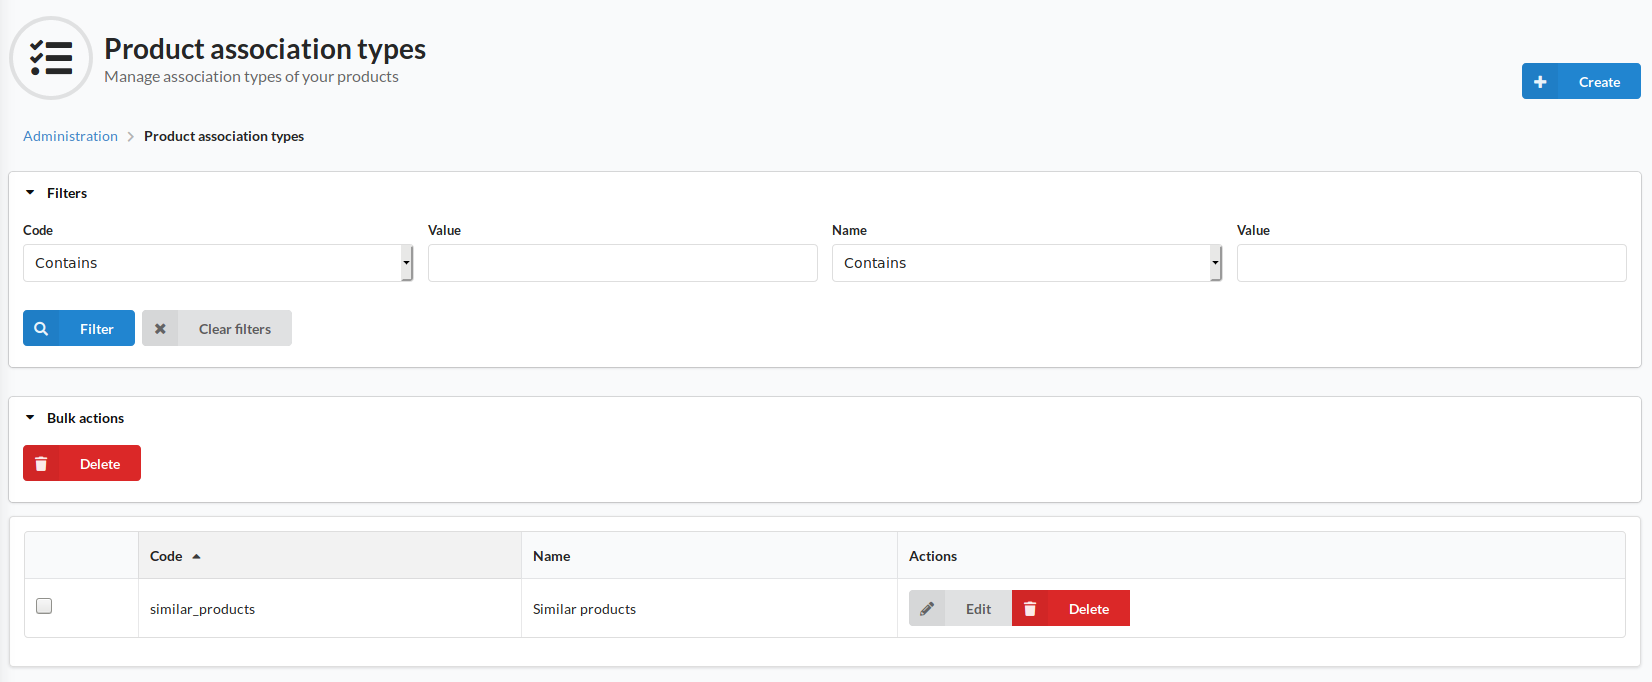 Product association types
Manage association types of your products
Create
Administration Product association types
Filters
Code Value Name Value
Contains Contains
Filter Clear filters
Bulk actions
Delete
Code Name Actions
similar_products Similar products Edit Delete